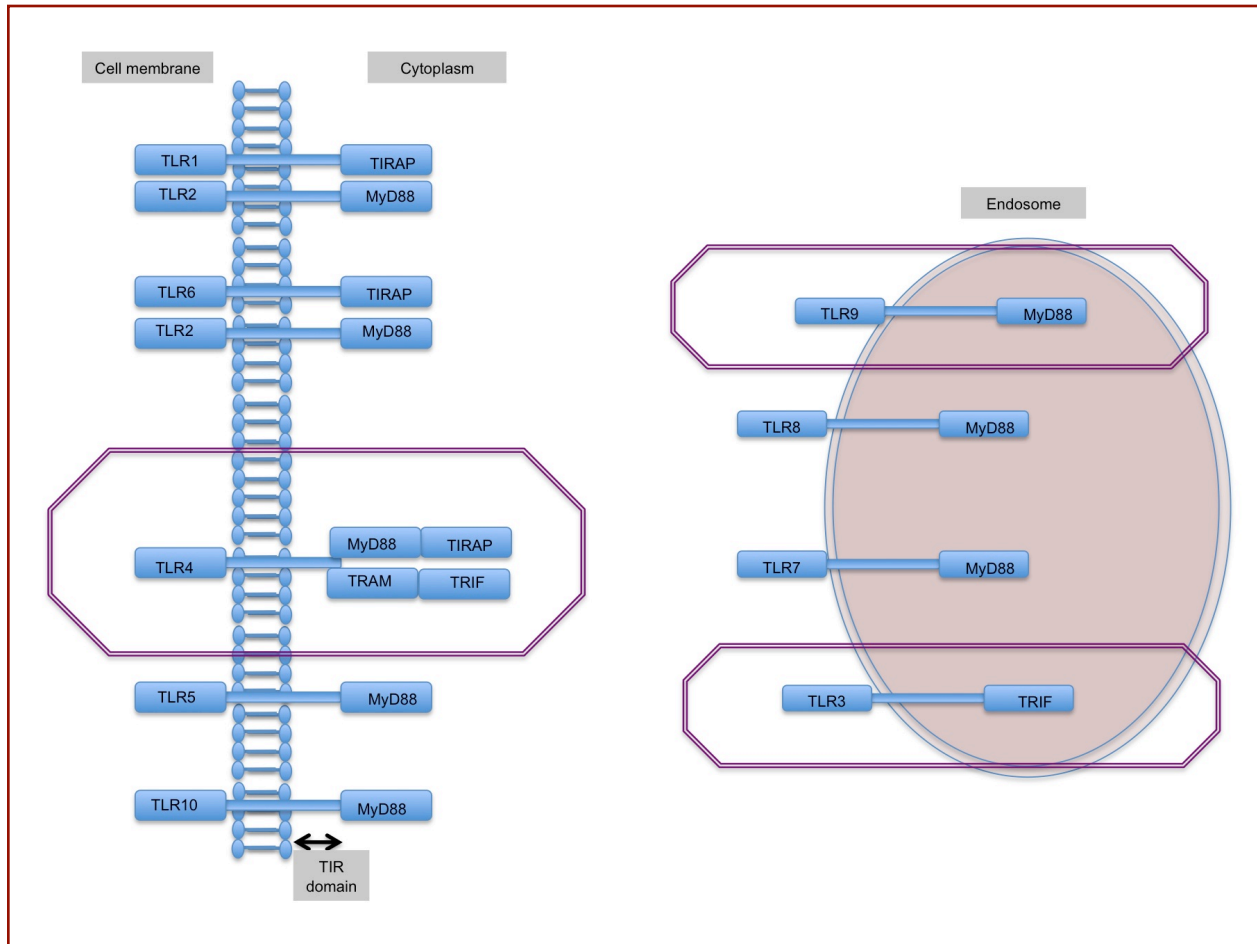 Cell membrane
Cytoplasm
TLR1
TIRAP
TLR2
MyD88
TLR6
TIRAP
TLR2
MyD88
MyD88
TIRAP
TLR4
TRAM
TRIF
TLR5
MyD88
TLR10
MyD88
TIR
domain
Endosome
TLR9
MyD88
TLR8
MyD88
TLR7
MyD88
TLR3
TRIF